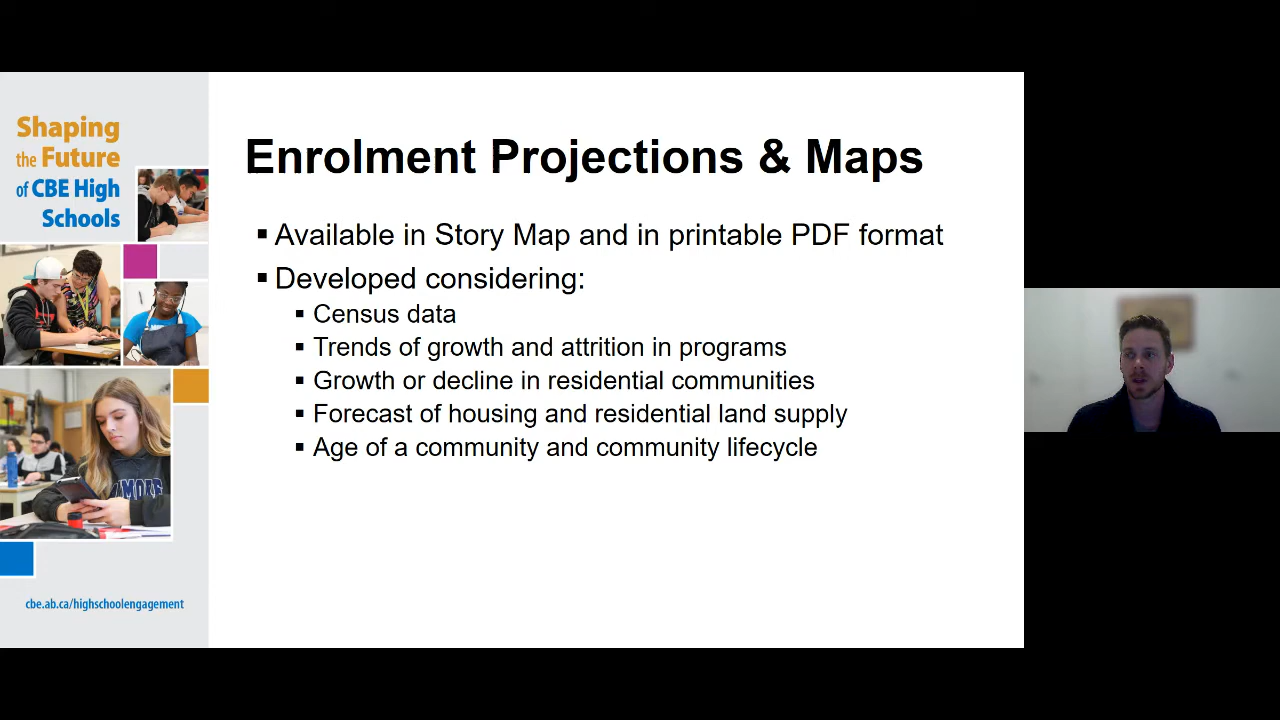 Shaping
the Future
of CBE High
Schools
Enrolment Projections & Maps
▪ Available in Story Map and in printable PDF format
▪ Developed considering:
▪ Census data
▪ Trends of growth and attrition in programs
▪ Growth or decline in residential communities
▪ Forecast of housing and residential land supply
▪ Age of a community and community lifecycle
cbe.ab.ca/highschoolengagement